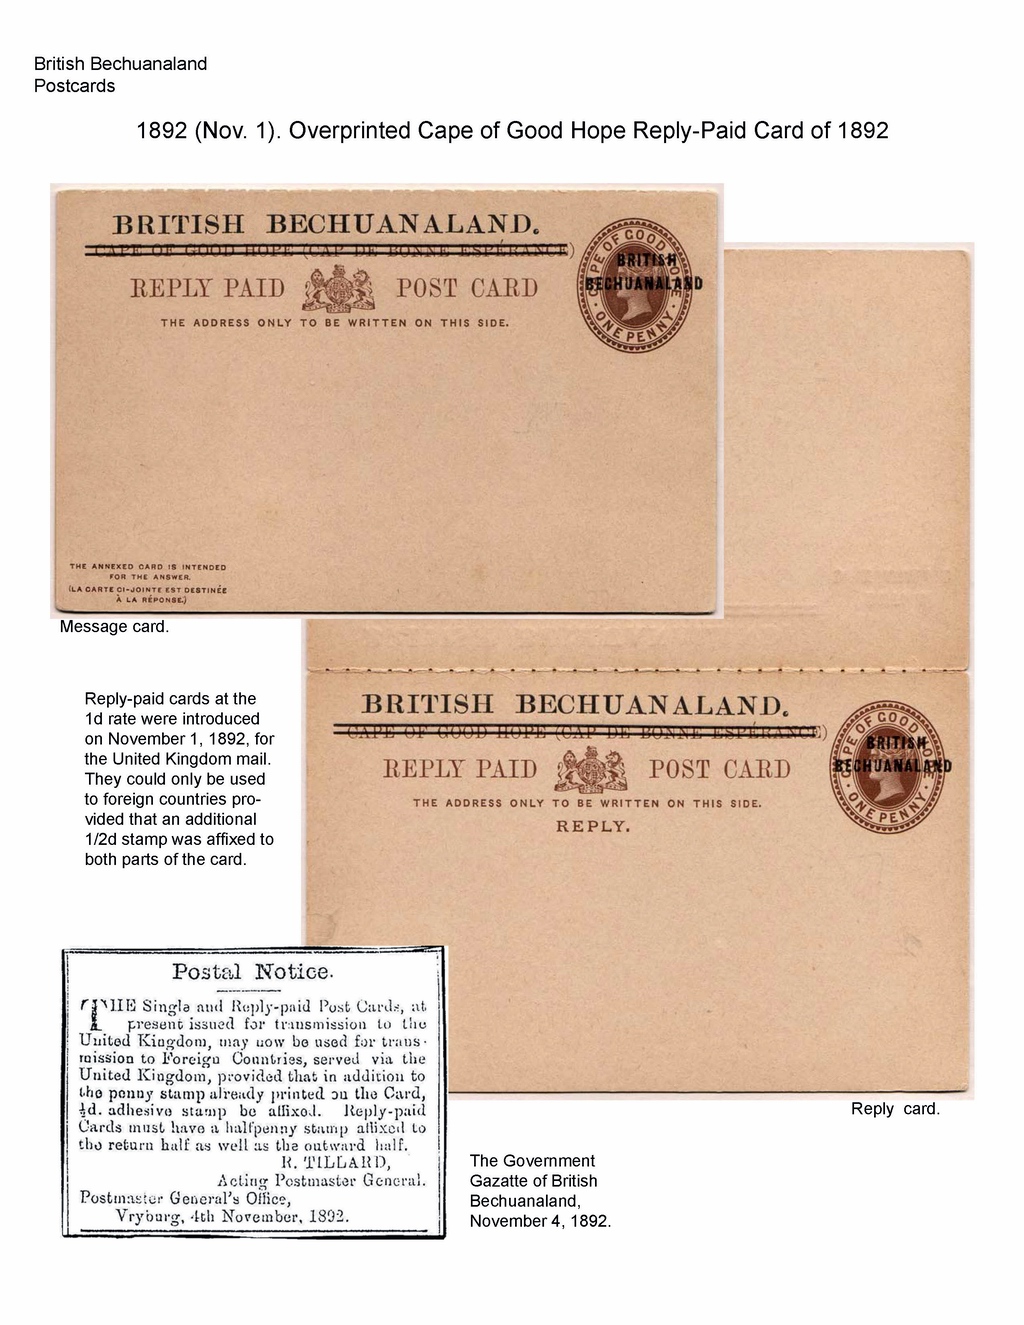 British Bechuanaland
Postcards
1892 (Nov. 1). Overprinted Cape of Good Hope Reply-Paid Card of 1892
BRITISH BECHUANALAND.
CAPE OF GOOD HOPE (CAP DE BONNE ESPÉRANCE)
REPLY PAID POST CARD
THE ADDRESS ONLY TO BE WRITTEN ON THIS SIDE.
CAPE OF GOOD HOPE
BRITISH
BECHUANALAND
ONE PENNY
THE ANNEXED CARD IS INTENDED
FOR THE ANSWER.
(LA CARTE CI-JOINTE EST DESTINÉE
À LA RÉPONSE.)
Message card.
Reply-paid cards at the
1d rate were introduced
on November 1, 1892, for
the United Kingdom mail.
They could only be used
to foreign countries pro-
vided that an additional
1/2d stamp was affixed to
both parts of the card.
BRITISH BECHUANALAND.
CAPE OF GOOD HOPE (CAP DE BONNE ESPÉRANCE)
REPLY PAID POST CARD
THE ADDRESS ONLY TO BE WRITTEN ON THIS SIDE.
REPLY.
CAPE OF GOOD HOPE
BRITISH
BECHUANALAND
ONE PENNY
Reply card.
Postal Notice.
THE Single and Reply-paid Post Cards, at
present issued for transmission to the
United Kingdom, may now be used for trans-
mission to Foreign Countries, served via the
United Kingdom, provided that in addition to
the penny stamp already printed on the Card,
½d. adhesive stamp be affixed. Reply-paid
Cards must have a halfpenny stamp affixed to
the return half as well as the outward half.
R. TILLARD,
Acting Postmaster General.
Postmaster General's Office,
Vryburg, 4th November, 1892.
The Government
Gazatte of British
Bechuanaland,
November 4, 1892.